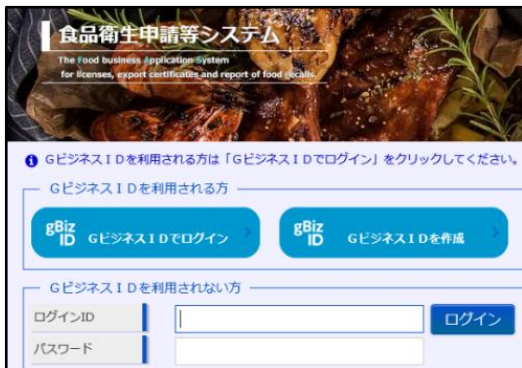 食品衛生申請等システム
The Food business Application System
for licenses, export certificates and report of food recalls.
GビジネスIDを利用される方は「GビジネスIDでログイン」をクリックしてください。
GビジネスIDを利用される方
gBiz ID GビジネスIDでログイン
gBiz ID GビジネスIDを作成
GビジネスIDを利用されない方
ログインID
ログイン
パスワード